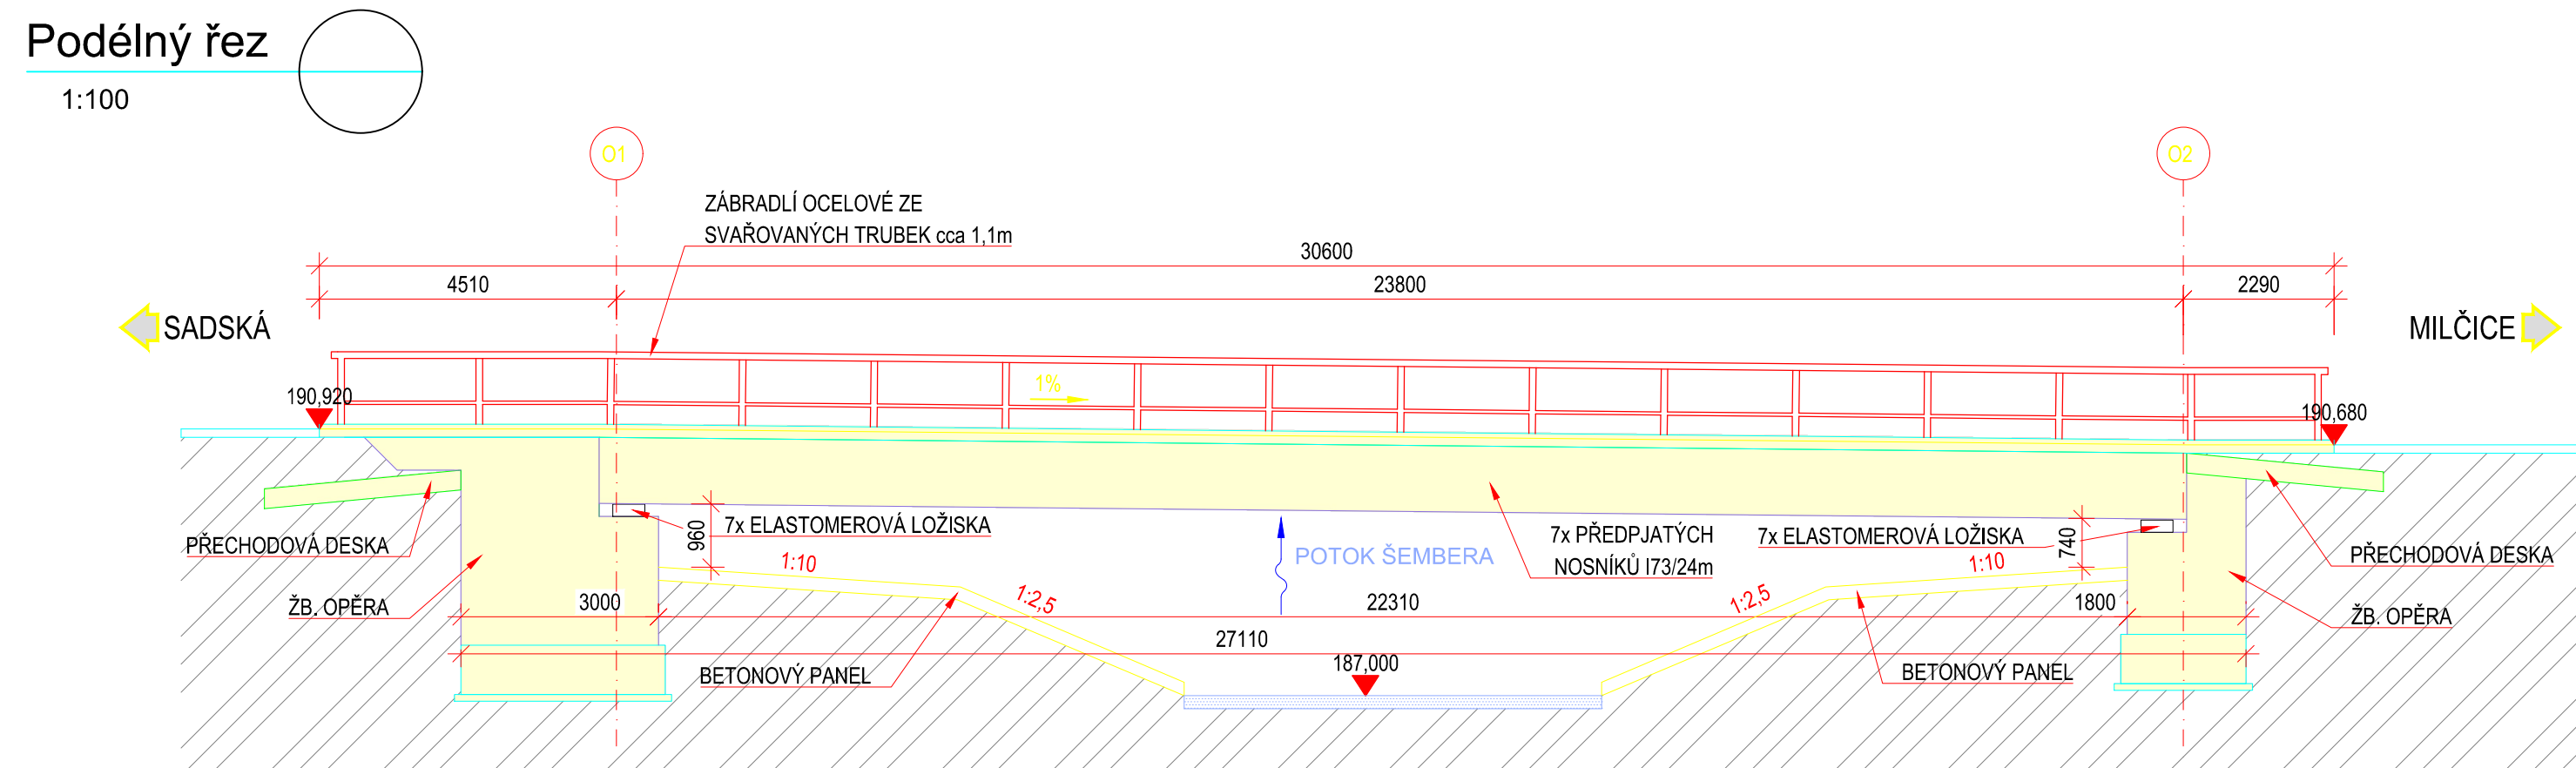 Podélný řez
1:100
O1
O2
ZÁBRADLÍ OCELOVÉ ZE
SVAŘOVANÝCH TRUBEK cca 1,1m
30600
4510
23800
2290
SADSKÁ
MILČICE
1%
190,920
190,680
7x ELASTOMEROVÁ LOŽISKA
960
7x PŘEDPJATÝCH
NOSNÍKŮ I73/24m
7x ELASTOMEROVÁ LOŽISKA
740
PŘECHODOVÁ DESKA
POTOK ŠEMBERA
PŘECHODOVÁ DESKA
1:10
1:10
1:2,5
1:2,5
ŽB. OPĚRA
3000
22310
1800
ŽB. OPĚRA
27110
187,000
BETONOVÝ PANEL
BETONOVÝ PANEL